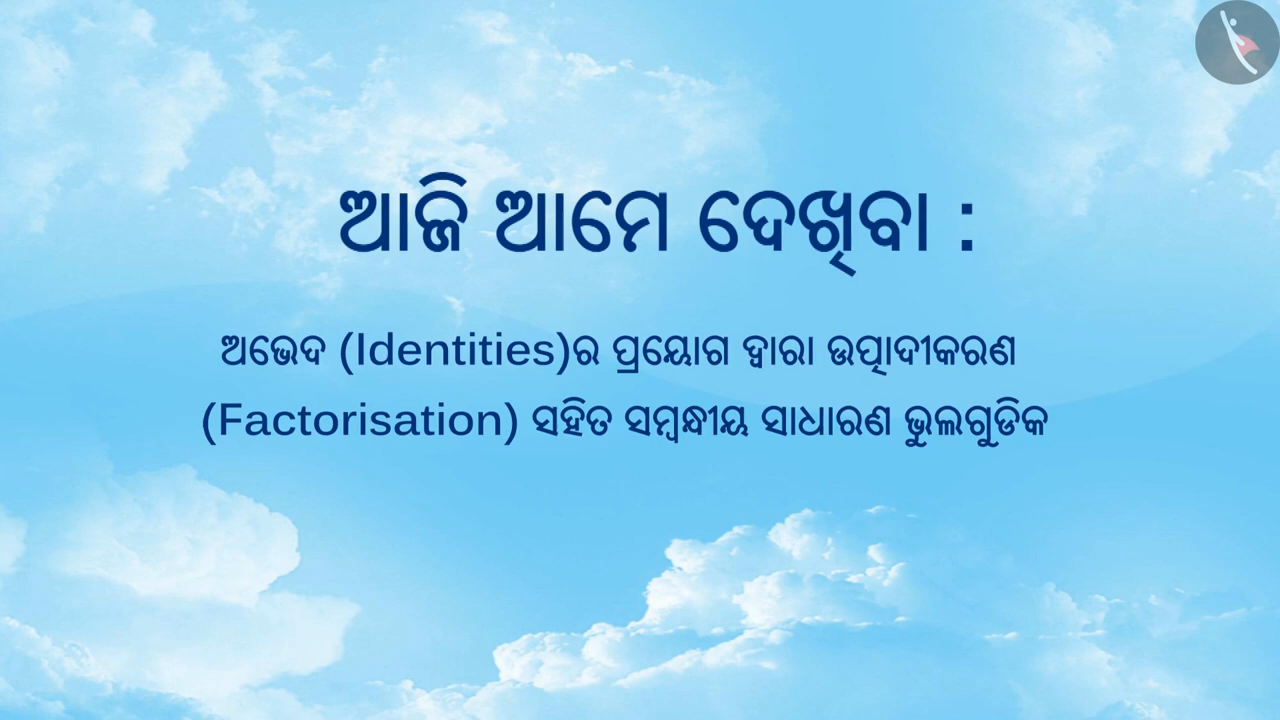 ଆଜି ଆମେ ଦେଖିବା :
ଅଭେଦ (Identities)ର ପ୍ରୟୋଗ ଦ୍ୱାରା ଉତ୍ପାଦୀକରଣ
(Factorisation) ସହିତ ସମ୍ବନ୍ଧୀୟ ସାଧାରଣ ଭୁଲଗୁଡିକ